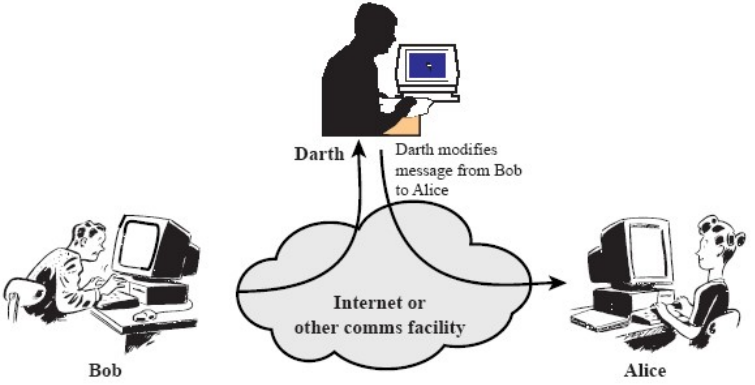 Darth
Darth modifies
message from Bob
to Alice
Internet or
other comms facility
Bob
Alice